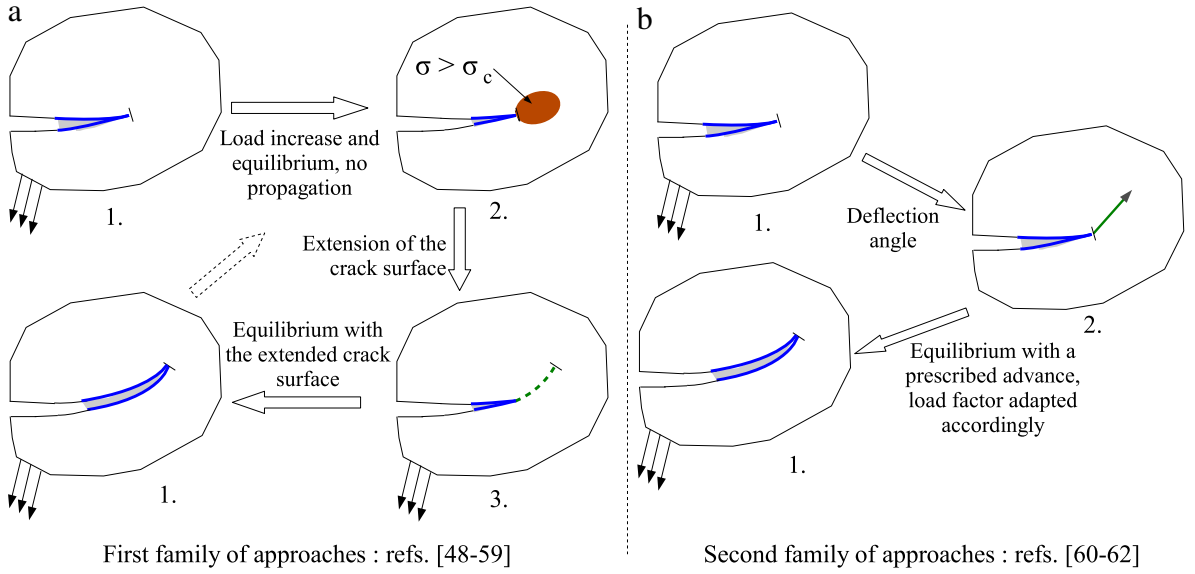 a
σ > σc
Load increase and
equilibrium, no
propagation
1.
2.
Extension of the
crack surface
Equilibrium with
the extended crack
surface
1.
3.
First family of approaches : refs. [48-59]
b
1.
Deflection
angle
2.
Equilibrium with a
prescribed advance,
load factor adapted
accordingly
1.
Second family of approaches : refs. [60-62]